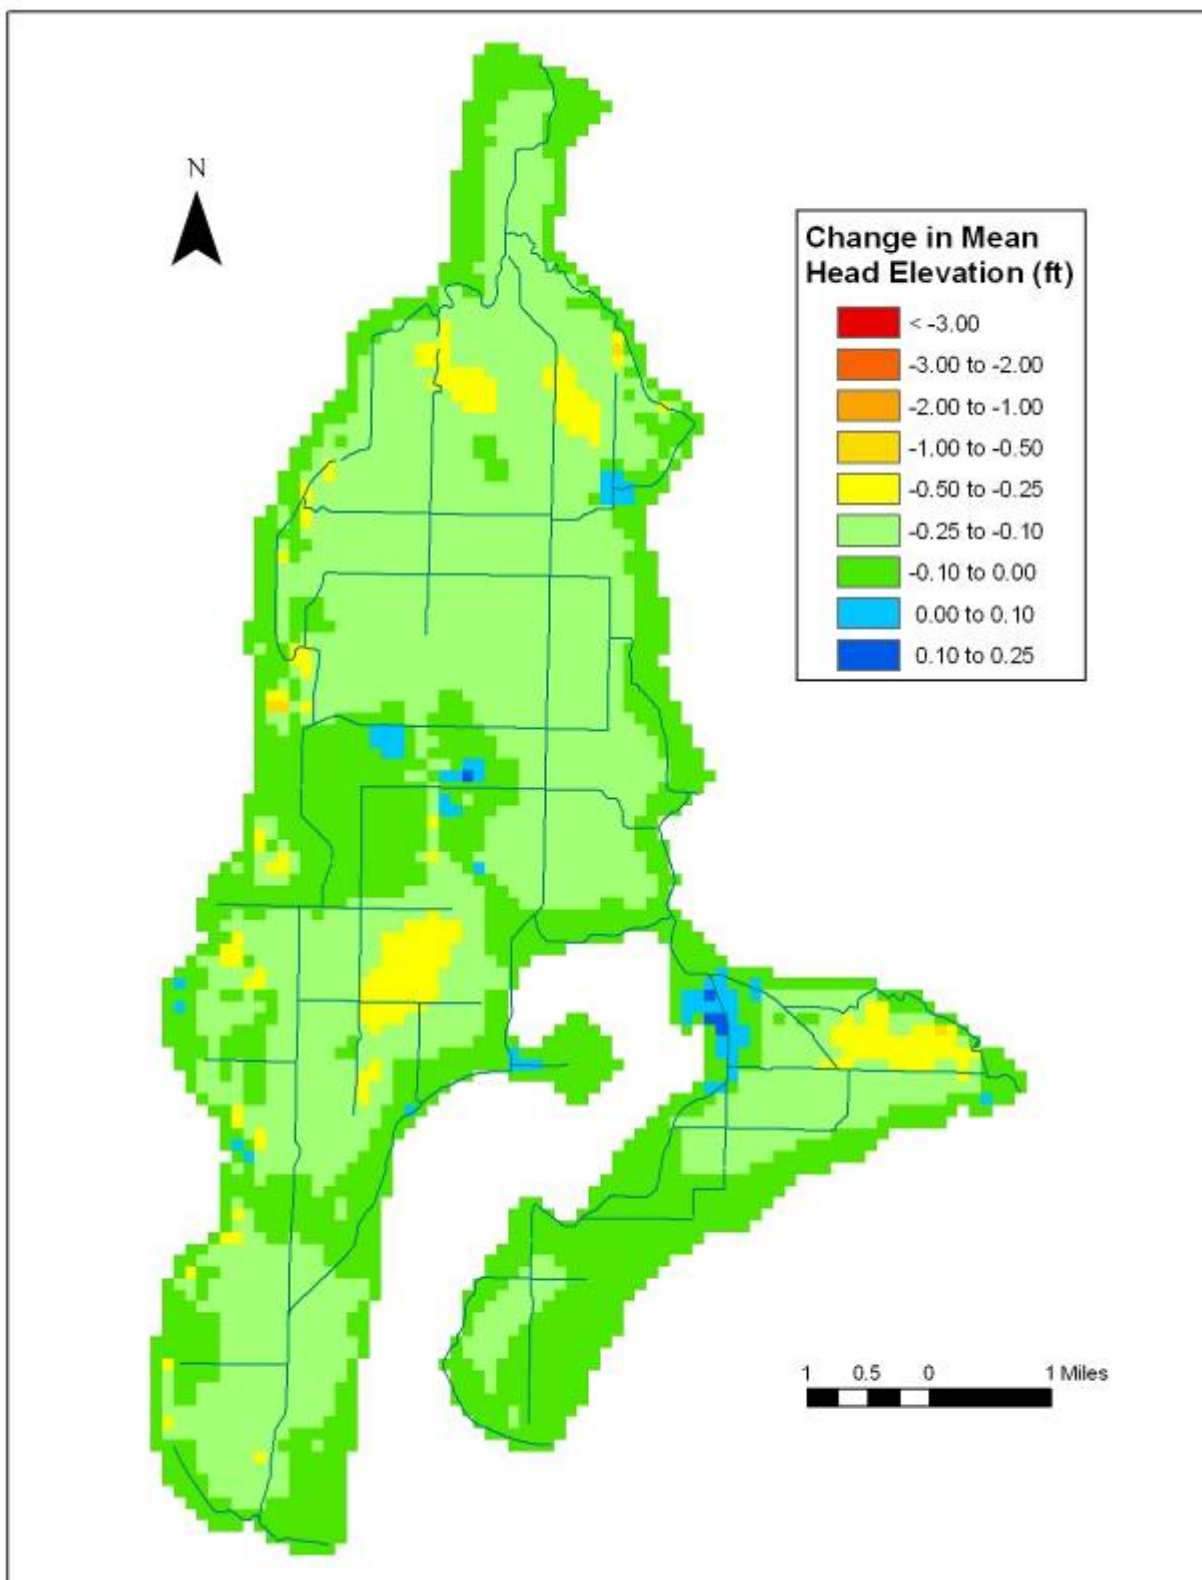 N
Change in Mean
Head Elevation (ft)
< -3.00
-3.00 to -2.00
-2.00 to -1.00
-1.00 to -0.50
-0.50 to -0.25
-0.25 to -0.10
-0.10 to 0.00
0.00 to 0.10
0.10 to 0.25
1 0.5 0 1 Miles